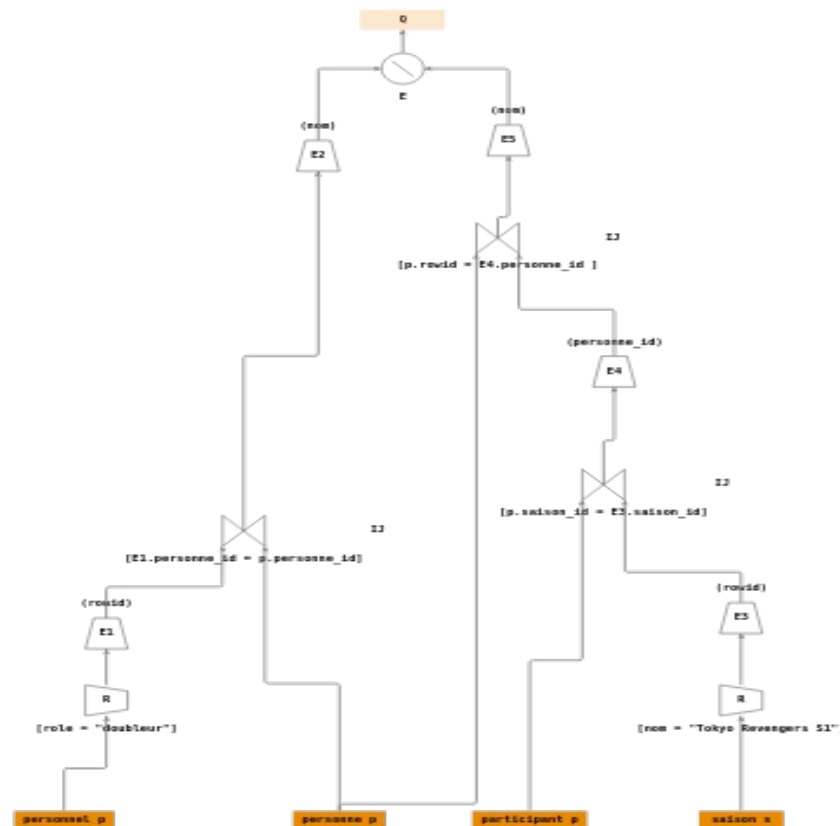 Q
E
(nom)
(nom)
E5
E2
IJ
[p.rowid = E4.personne_id ]
(personne_id)
E4
IJ
[p.saison_id = E3.saison_id]
IJ
[E1.personne_id = p.personne_id]
(rowid)
(rowid)
E3
E1
R
R
[role = "doubleur"]
[nom = "Tokyo Revengers S1"
personnel p
personne p
participant p
saison s